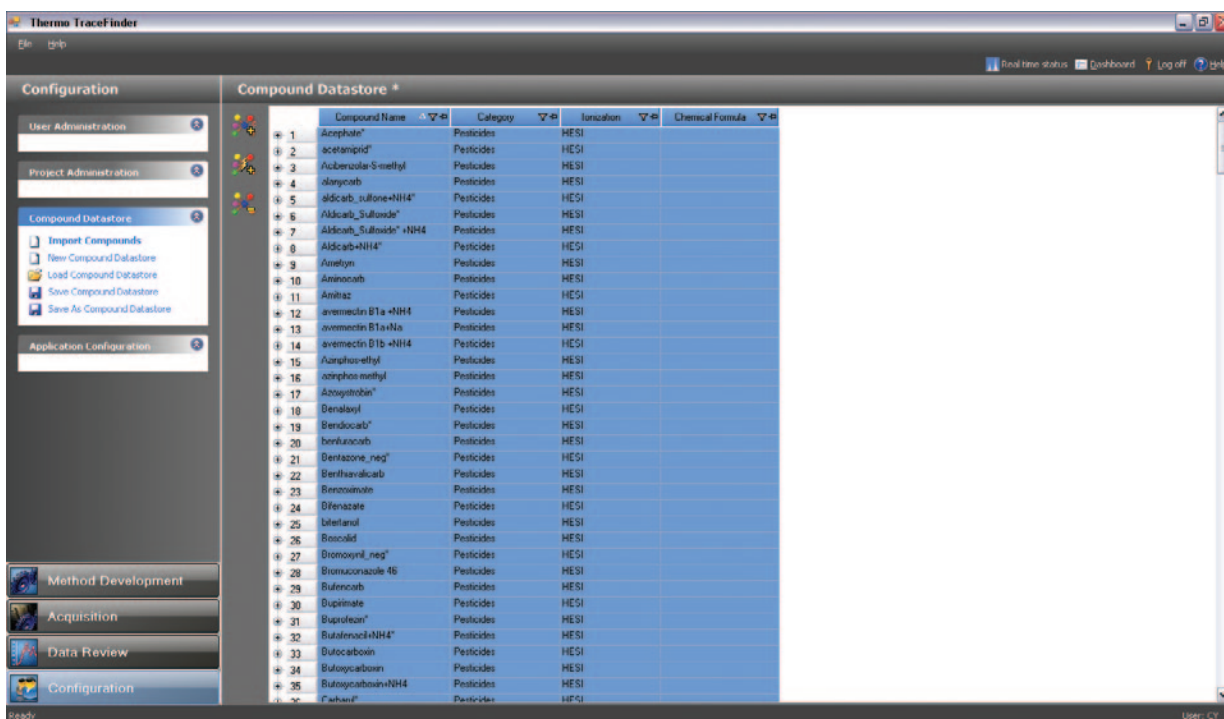 Thermo TraceFinder
File Help
Real time status Dashboard Log off Help
Configuration
Compound Datastore *
User Administration
Project Administration
Compound Datastore
Import Compounds
New Compound Datastore
Load Compound Datastore
Save Compound Datastore
Save As Compound Datastore
Application Configuration
Method Development
Acquisition
Data Review
Configuration
Compound Name Category Ionization Chemical Formula
1 Acephate" Pesticides HESI
2 acetamiprid" Pesticides HESI
3 Acibenzolar-S-methyl Pesticides HESI
4 alanycarb Pesticides HESI
5 aldicarb_sulfone+NH4" Pesticides HESI
6 Aldicarb_Sulfoxide" Pesticides HESI
7 Aldicarb_Sulfoxide" +NH4 Pesticides HESI
8 Aldicarb+NH4" Pesticides HESI
9 Ametryn Pesticides HESI
10 Aminocarb Pesticides HESI
11 Amitraz Pesticides HESI
12 avermectin B1a +NH4 Pesticides HESI
13 avermectin B1a+Na Pesticides HESI
14 avermectin B1b +NH4 Pesticides HESI
15 Azinphos-ethyl Pesticides HESI
16 azinphos-methyl Pesticides HESI
17 Azoxystrobin" Pesticides HESI
18 Benalaxyl Pesticides HESI
19 Bendiocarb" Pesticides HESI
20 benfuracarb Pesticides HESI
21 Bentazone_neg" Pesticides HESI
22 Benthiavalicarb Pesticides HESI
23 Benzoximate Pesticides HESI
24 Bifenazate Pesticides HESI
25 bitertanol Pesticides HESI
26 Boscalid Pesticides HESI
27 Bromoxynil_neg" Pesticides HESI
28 Bromuconazole 46 Pesticides HESI
29 Bufencarb Pesticides HESI
30 Bupirimate Pesticides HESI
31 Buprofezin" Pesticides HESI
32 Butafenacil+NH4" Pesticides HESI
33 Butocarboxin Pesticides HESI
34 Butoxycarboxin Pesticides HESI
35 Butoxycarboxin+NH4 Pesticides HESI
36 Carbaryl" Pesticides HESI
Ready User: CY